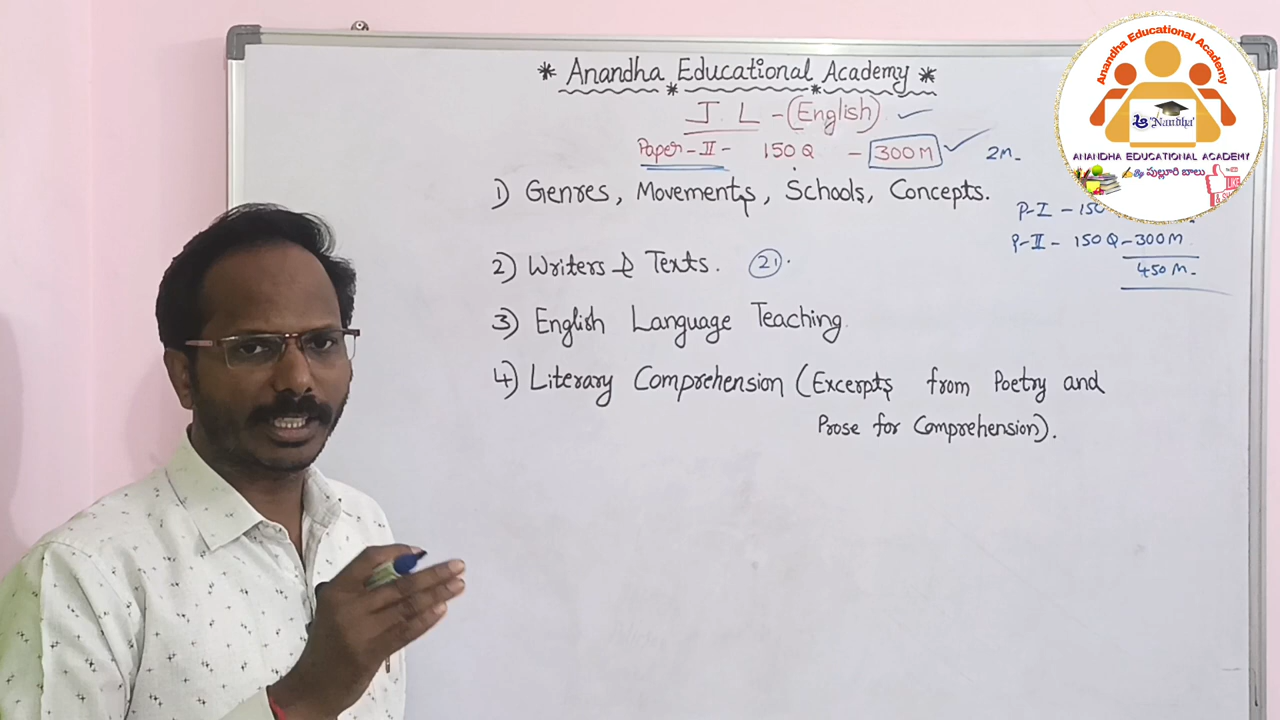 * Anandha Educational Academy *
J L - (English)
Paper - II - 150 Q - 300 M 2M.
1) Genres, Movements, Schools, Concepts.
P-I - 150
P-II - 150 Q - 300M
450 M.
2) Writers & Texts. 21.
3) English Language Teaching.
4) Literary Comprehension (Excerpts from Poetry and
Prose for Comprehension).
Anandha Educational Academy
'Nandha'
ANANDHA EDUCATIONAL ACADEMY
By పుల్లూరి బాబు